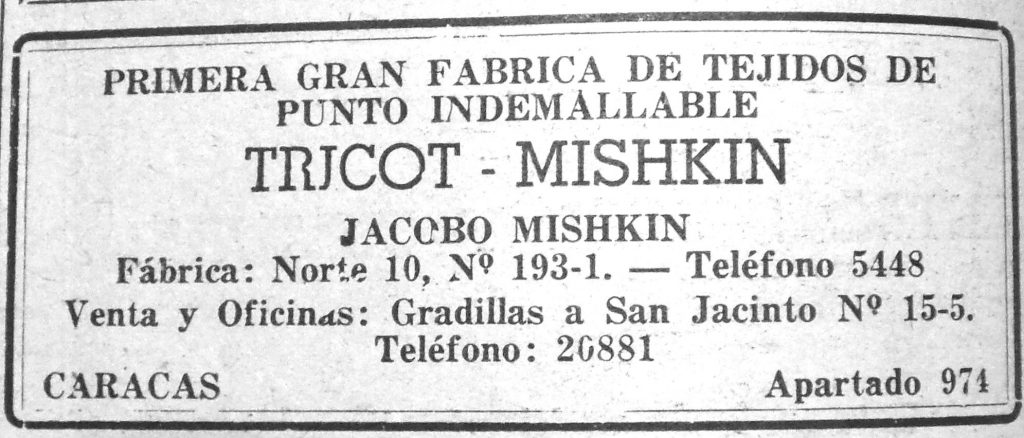 PRIMERA GRAN FABRICA DE TEJIDOS DE
PUNTO INDEMALLABLE
TRICOT - MISHKIN
JACOBO MISHKIN
Fábrica: Norte 10, Nº 193-1. — Teléfono 5448
Venta y Oficinas: Gradillas a San Jacinto Nº 15-5.
Teléfono: 20881
CARACAS Apartado 974